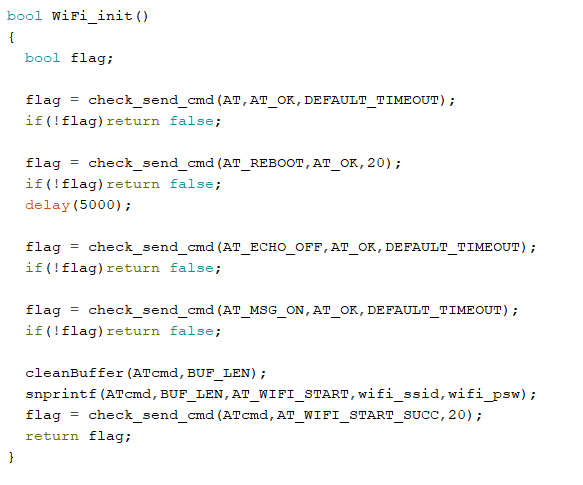 bool WiFi_init()
{
  bool flag;

  flag = check_send_cmd(AT,AT_OK,DEFAULT_TIMEOUT);
  if(!flag)return false;

  flag = check_send_cmd(AT_REBOOT,AT_OK,20);
  if(!flag)return false;
  delay(5000);

  flag = check_send_cmd(AT_ECHO_OFF,AT_OK,DEFAULT_TIMEOUT);
  if(!flag)return false;

  flag = check_send_cmd(AT_MSG_ON,AT_OK,DEFAULT_TIMEOUT);
  if(!flag)return false;

  cleanBuffer(ATcmd,BUF_LEN);
  snprintf(ATcmd,BUF_LEN,AT_WIFI_START,wifi_ssid,wifi_psw);
  flag = check_send_cmd(ATcmd,AT_WIFI_START_SUCC,20);
  return flag;
}